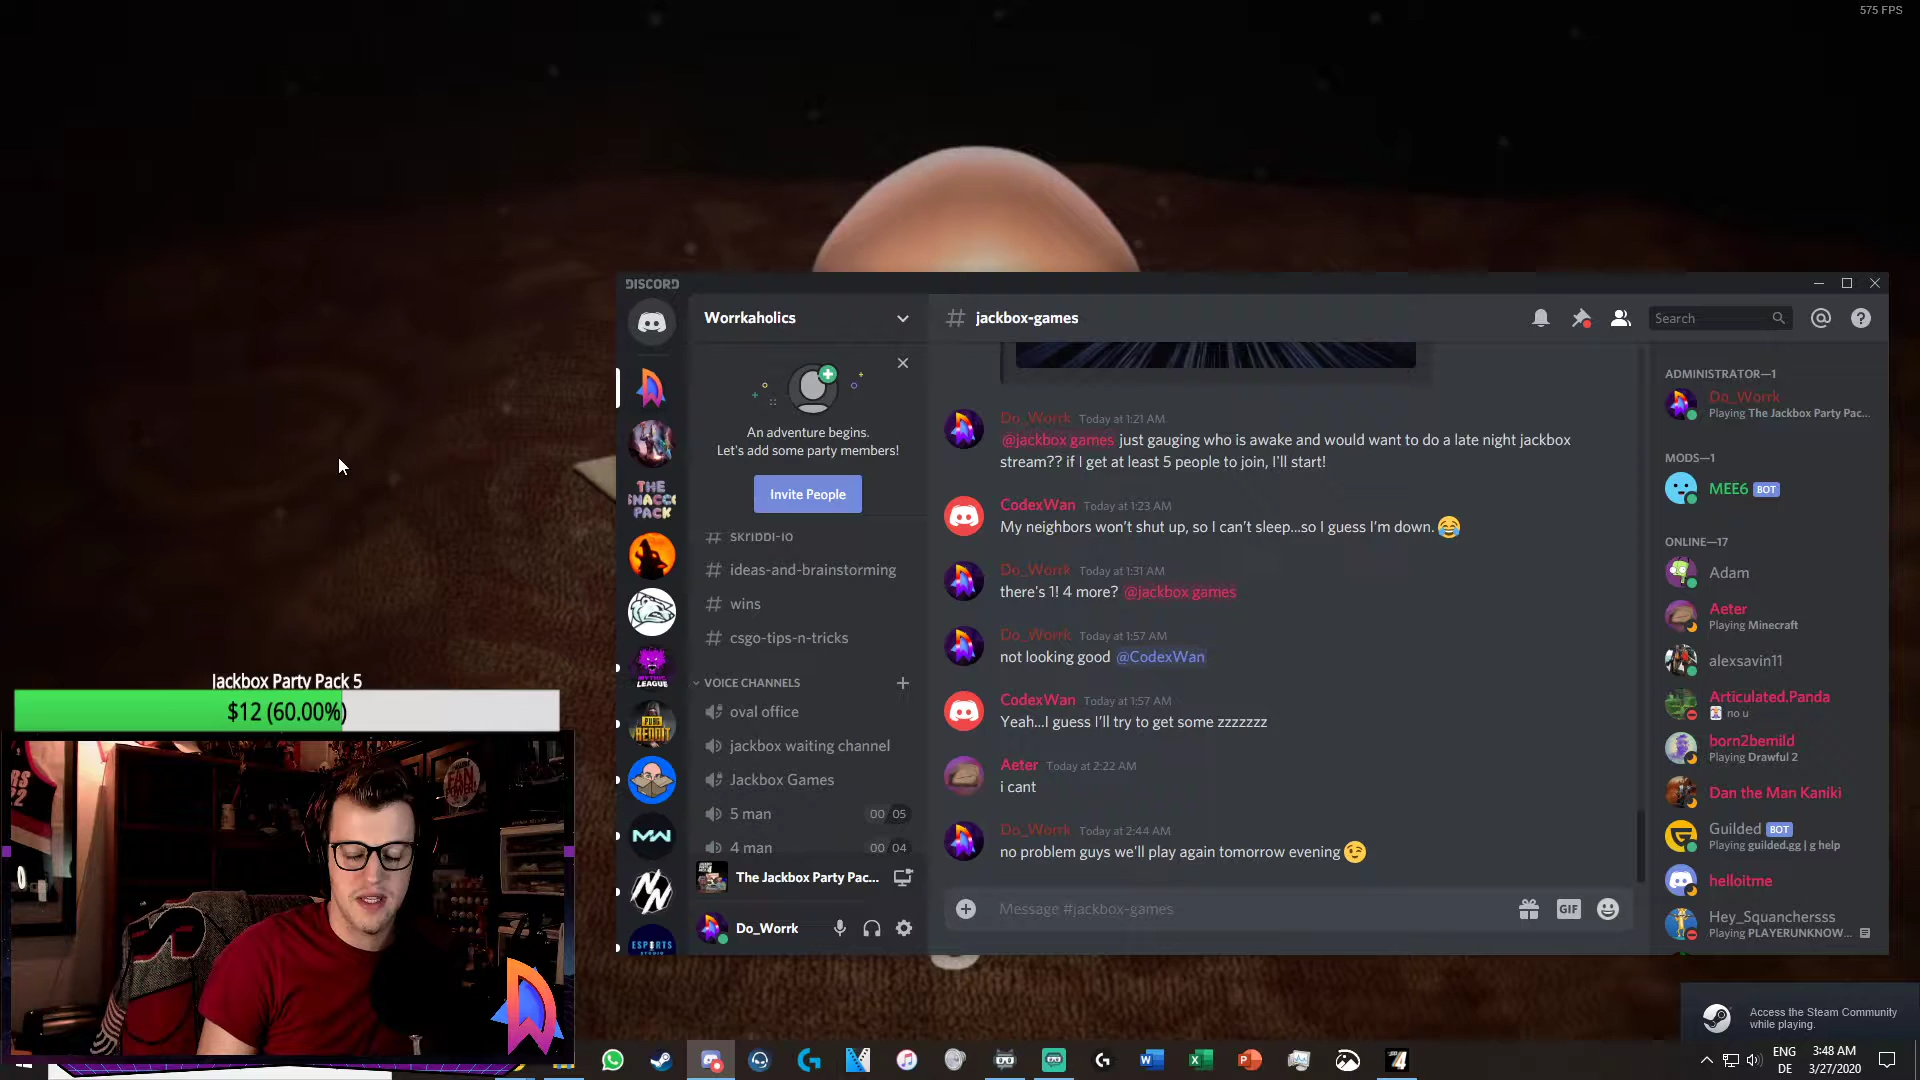 575 FPS
DISCORD
Worrkaholics
jackbox-games
Search
An adventure begins.
Let's add some party members!
Invite People
SKRIDDI-IO
ideas-and-brainstorming
wins
csgo-tips-n-tricks
VOICE CHANNELS
oval office
jackbox waiting channel
Jackbox Games
5 man 00 05
4 man 00 04
The Jackbox Party Pac...
Do_Worrk
Do_Worrk Today at 1:21 AM
@jackbox games just gauging who is awake and would want to do a late night jackbox
stream?? if I get at least 5 people to join, I'll start!
CodexWan Today at 1:23 AM
My neighbors won't shut up, so I can't sleep...so I guess I'm down. 😂
Do_Worrk Today at 1:31 AM
there's 1! 4 more? @jackbox games
Do_Worrk Today at 1:57 AM
not looking good @CodexWan
CodexWan Today at 1:57 AM
Yeah...I guess I'll try to get some zzzzzzz
Aeter Today at 2:22 AM
i cant
Do_Worrk Today at 2:44 AM
no problem guys we'll play again tomorrow evening 😉
Message #jackbox-games
GIF
ADMINISTRATOR—1
Do_Worrk
Playing The Jackbox Party Pac...
MODS—1
MEE6 BOT
ONLINE—17
Adam
Aeter
Playing Minecraft
alexsavin11
Articulated.Panda
no u
born2bemild
Playing Drawful 2
Dan the Man Kaniki
Guilded BOT
Playing guilded.gg | g help
helloitme
Hey_Squanchersss
Playing PLAYERUNKNOW...
THE
PACK
LEAGUE
PUBG
REDDIT
ESPORTS
Jackbox Party Pack 5
$12 (60.00%)
FAN
POWER!
Access the Steam Community
while playing.
ENG
DE
3:48 AM
3/27/2020